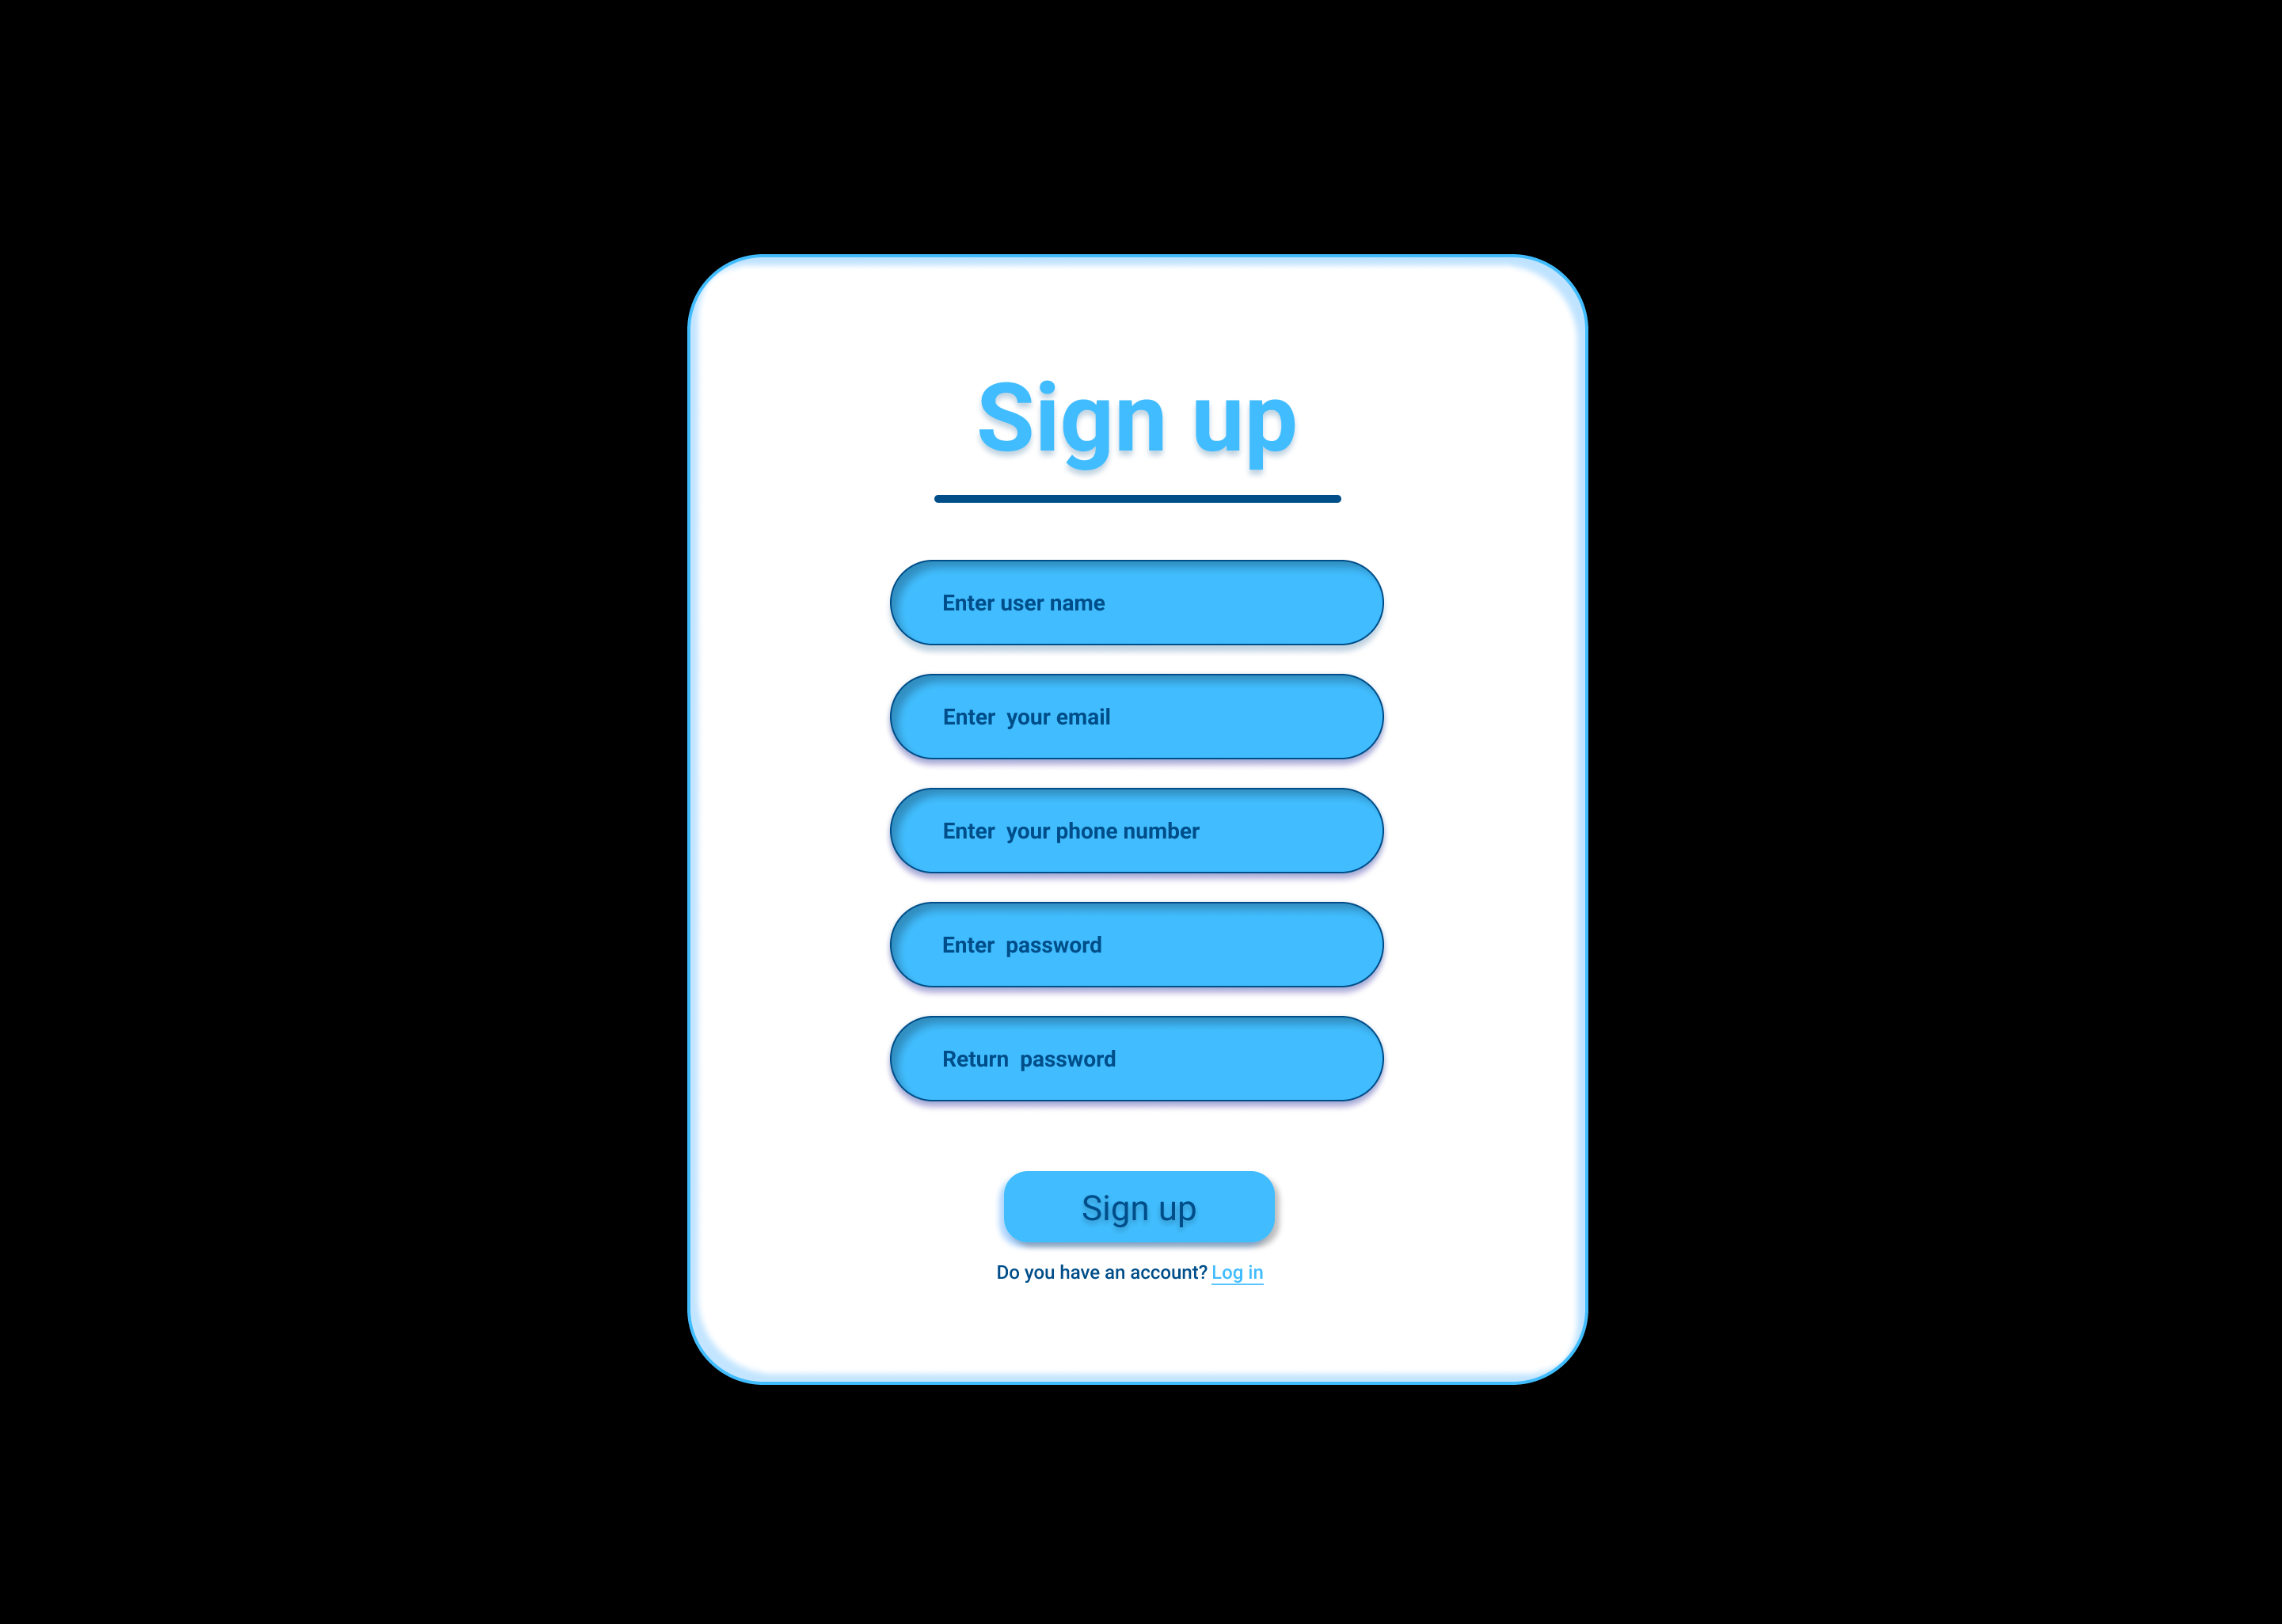 Sign up
Enter user name
Enter  your email
Enter  your phone number
Enter  password
Return  password
Sign up
Do you have an account? Log in